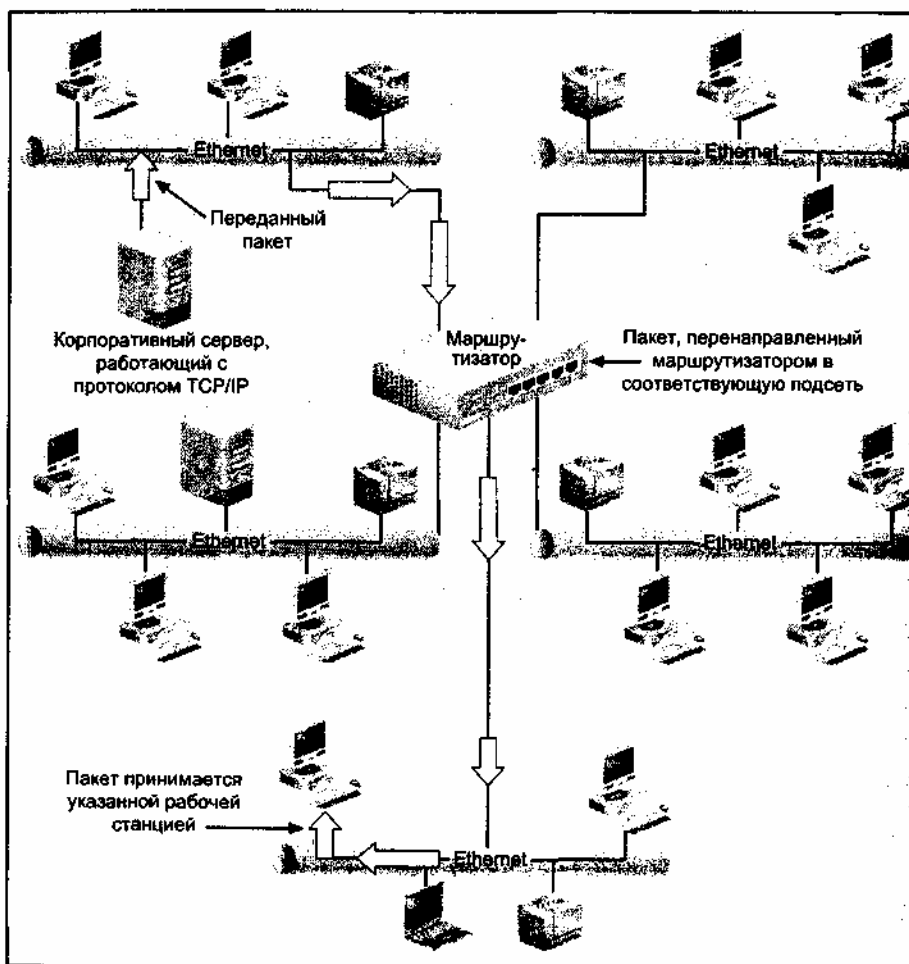 Ethernet
Ethernet
Переданный
пакет
Корпоративный сервер,
работающий с
протоколом TCP/IP
Маршру-
тизатор
Пакет, перенаправленный
маршрутизатором в
соответствующую подсеть
Ethernet
Ethernet
Пакет принимается
указанной рабочей
станцией
Ethernet